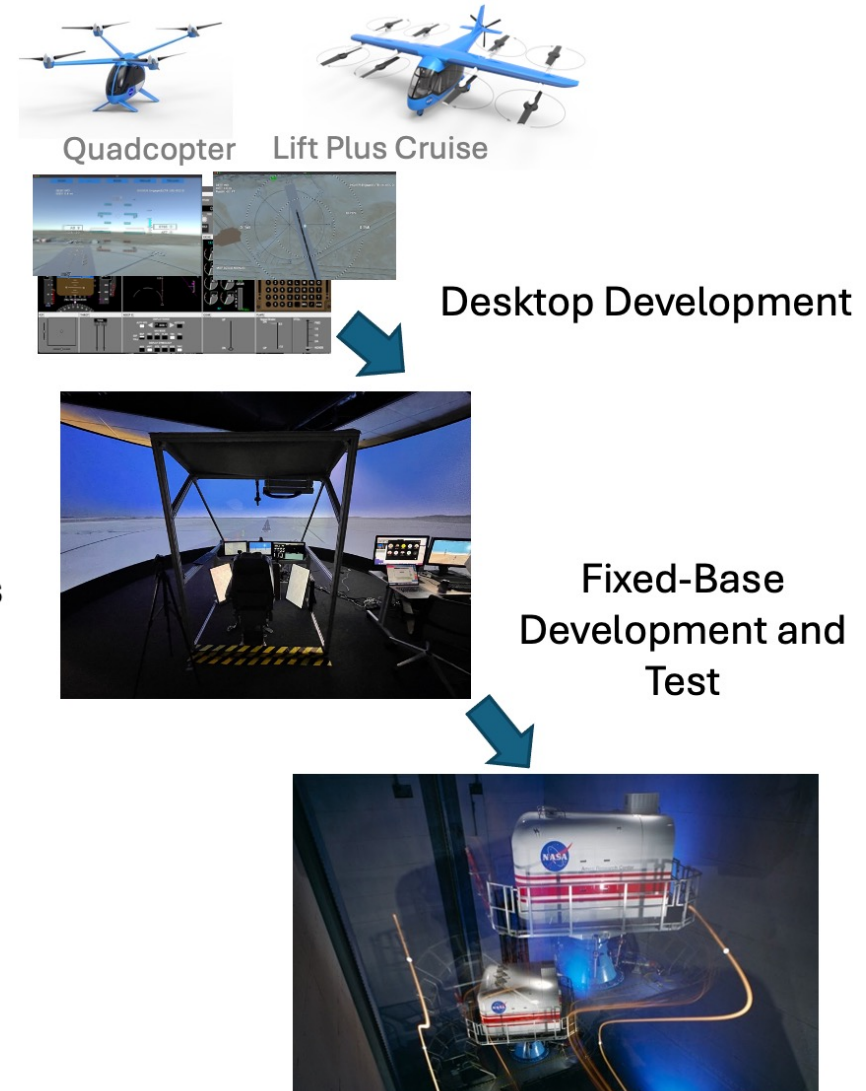 Quadcopter
Lift Plus Cruise
Desktop Development
s
Fixed-Base
Development and
Test
NASA
NASA